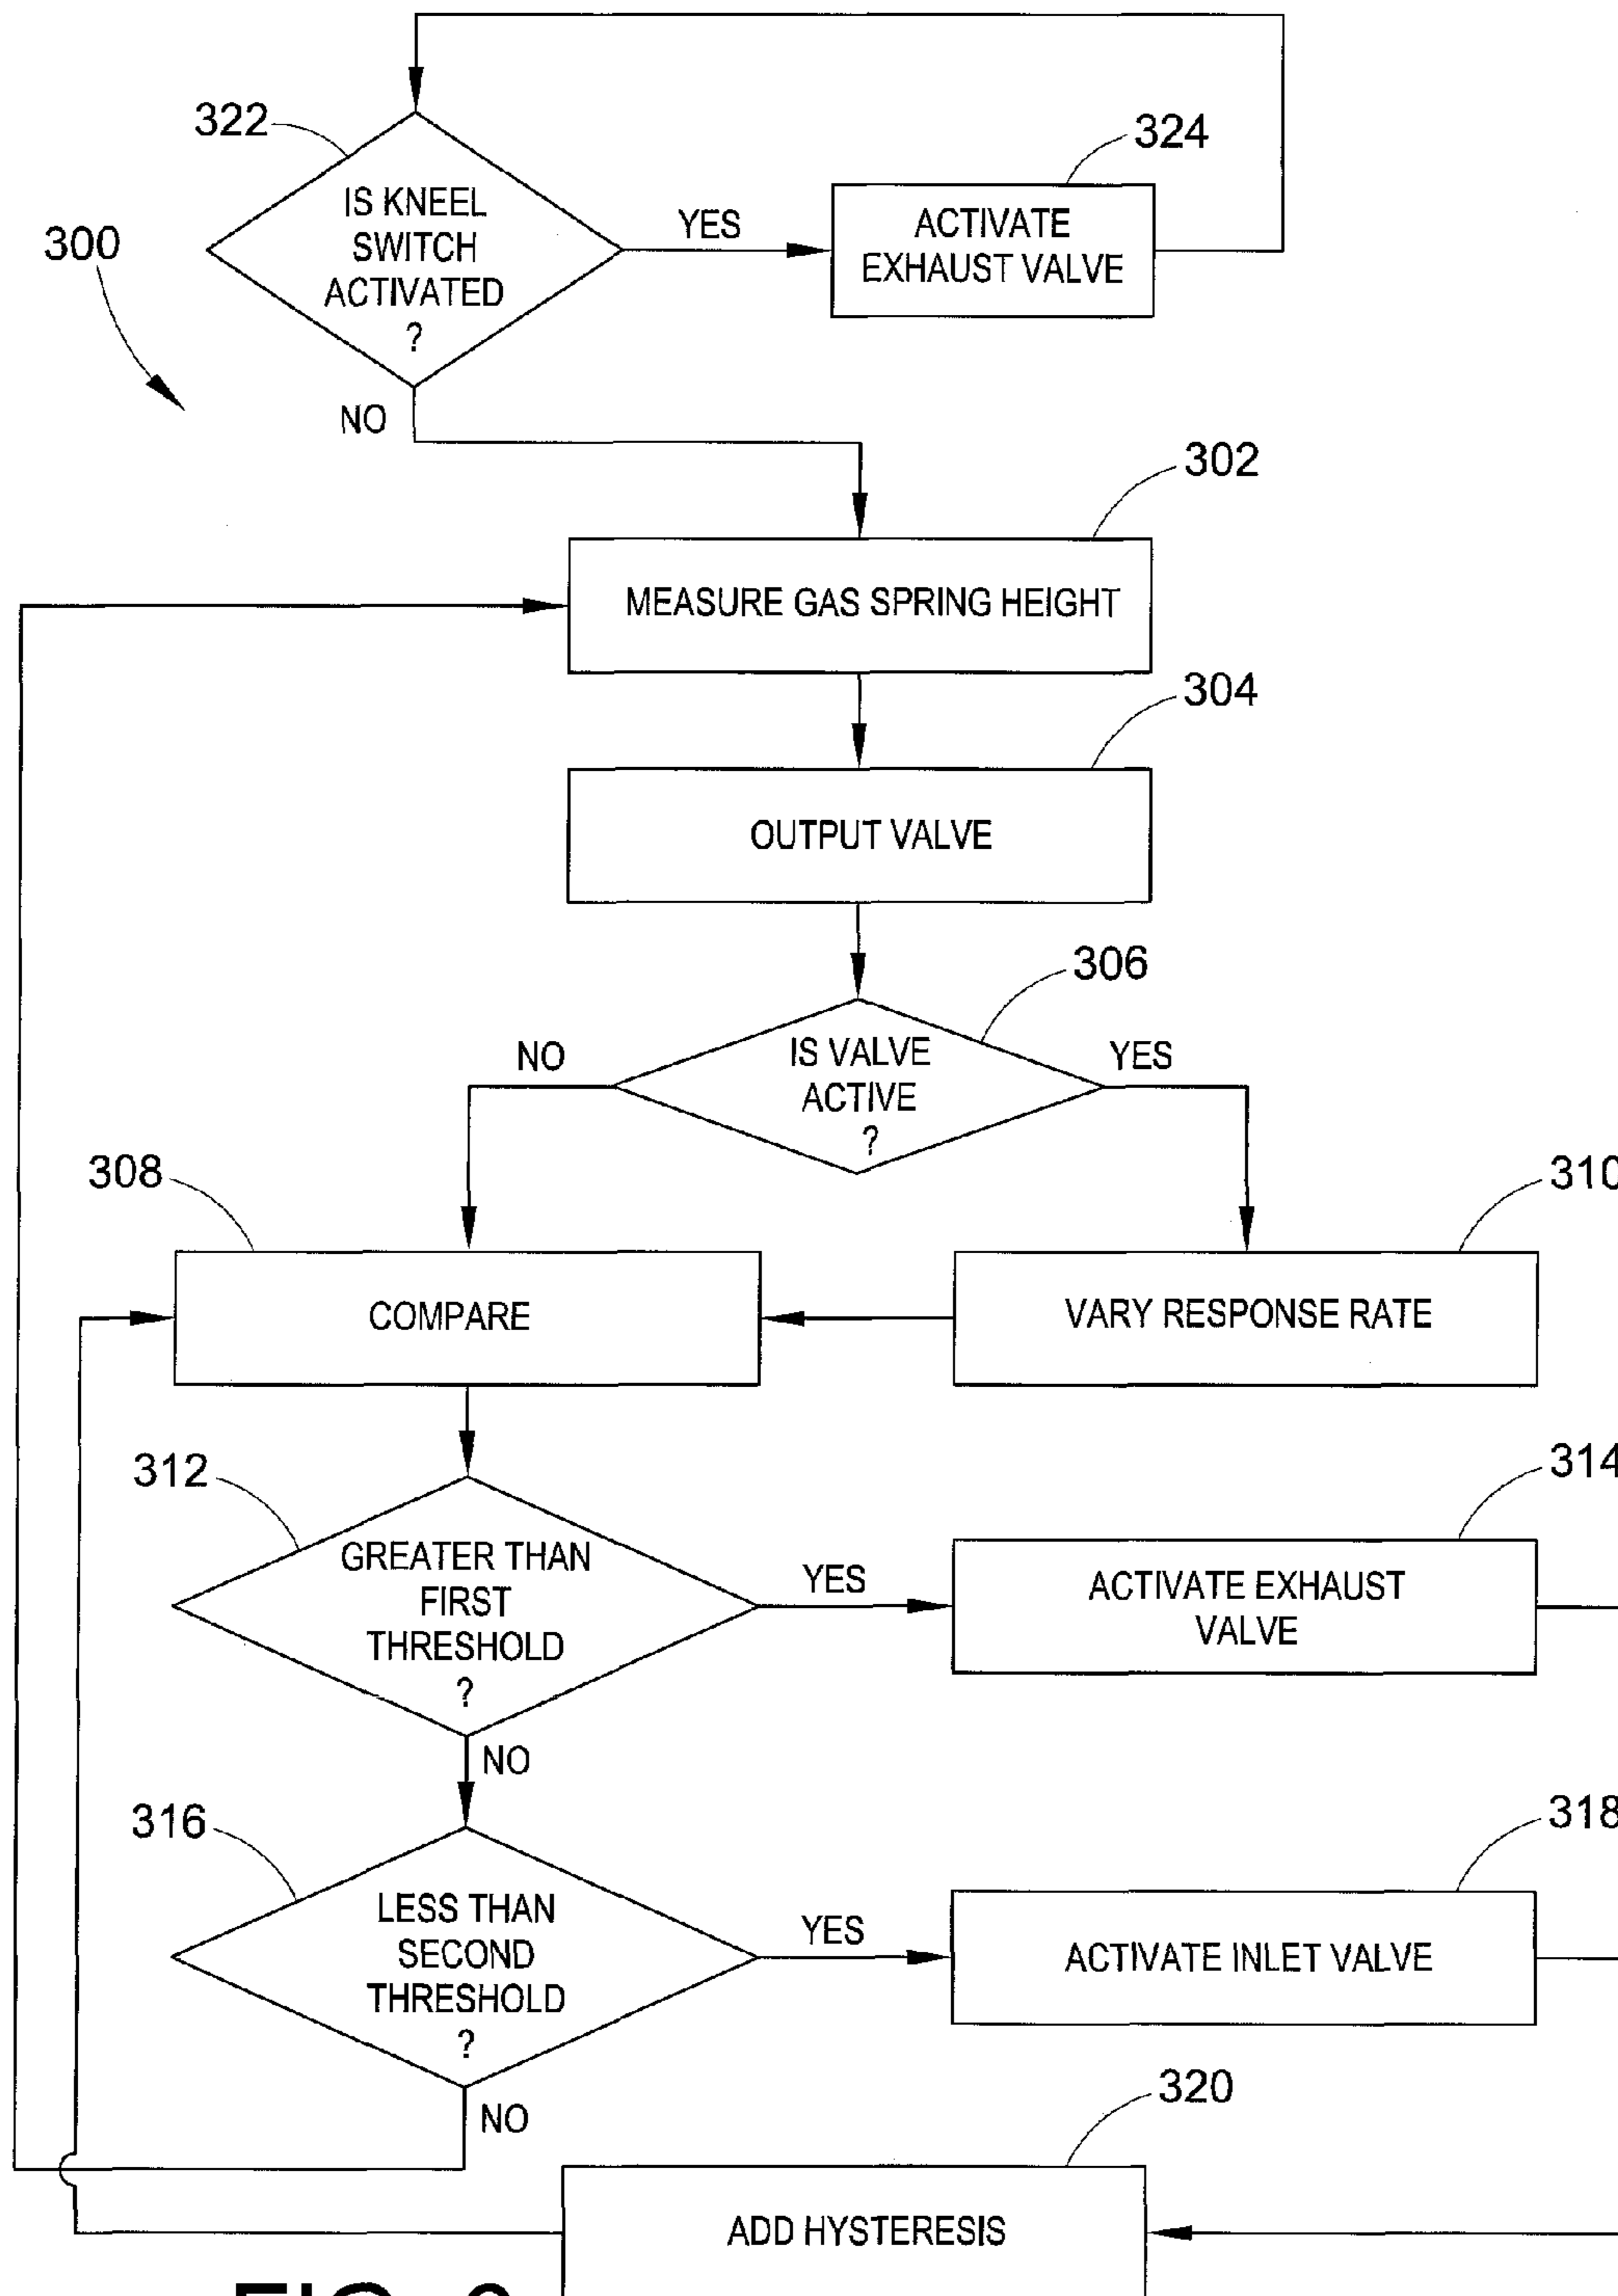 322
IS KNEEL
SWITCH
ACTIVATED
?
YES
324
ACTIVATE
EXHAUST VALVE
300
NO
302
MEASURE GAS SPRING HEIGHT
304
OUTPUT VALVE
306
IS VALVE
ACTIVE
?
NO
YES
308
COMPARE
310
VARY RESPONSE RATE
312
GREATER THAN
FIRST
THRESHOLD
?
YES
314
ACTIVATE EXHAUST
VALVE
NO
316
LESS THAN
SECOND
THRESHOLD
?
YES
318
ACTIVATE INLET VALVE
NO
320
ADD HYSTERESIS
FIG.